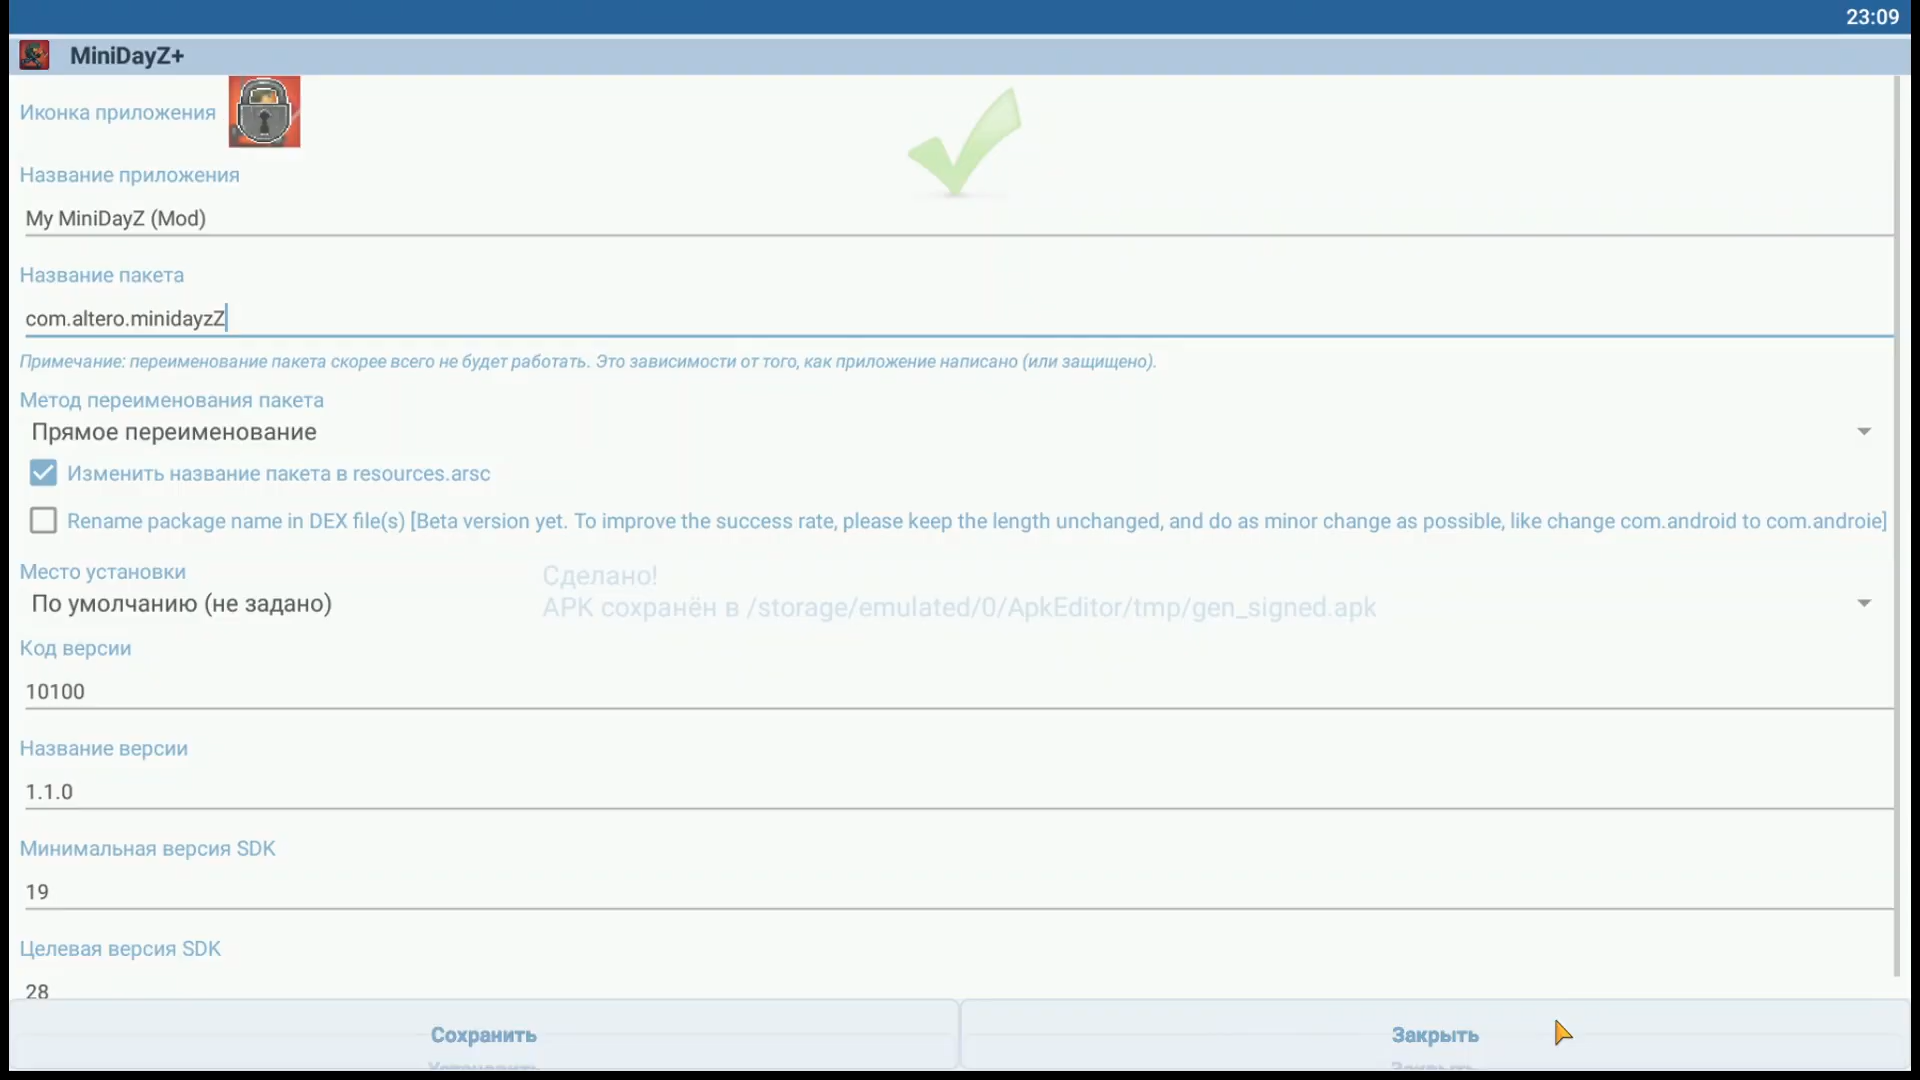 23:09
MiniDayZ+
Иконка приложения
Название приложения
My MiniDayZ (Mod)
Название пакета
com.altero.minidayzZ
Примечание: переименование пакета скорее всего не будет работать. Это зависимости от того, как приложение написано (или защищено).
Метод переименования пакета
Прямое переименование
Изменить название пакета в resources.arsc
Rename package name in DEX file(s) [Beta version yet. To improve the success rate, please keep the length unchanged, and do as minor change as possible, like change com.android to com.androie]
Место установки
По умолчанию (не задано)
Сделано!
APK сохранён в /storage/emulated/0/ApkEditor/tmp/gen_signed.apk
Код версии
10100
Название версии
1.1.0
Минимальная версия SDK
19
Целевая версия SDK
28
Сохранить
Закрыть